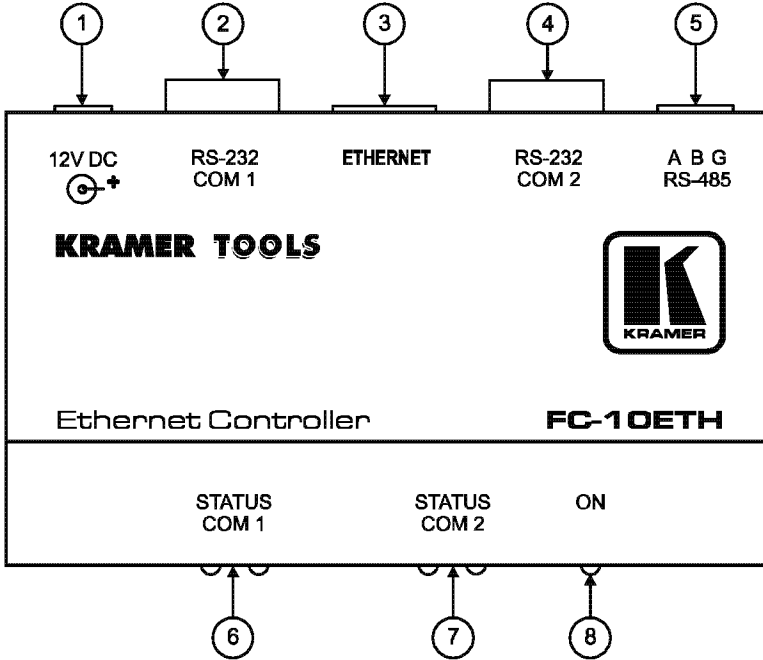 1 2 3 4 5
12V DC RS-232 ETHERNET RS-232 A B G
+ COM 1 COM 2 RS-485
KRAMER TOOLS
KRAMER
Ethernet Controller FC-10ETH
STATUS STATUS ON
COM 1 COM 2
6 7 8